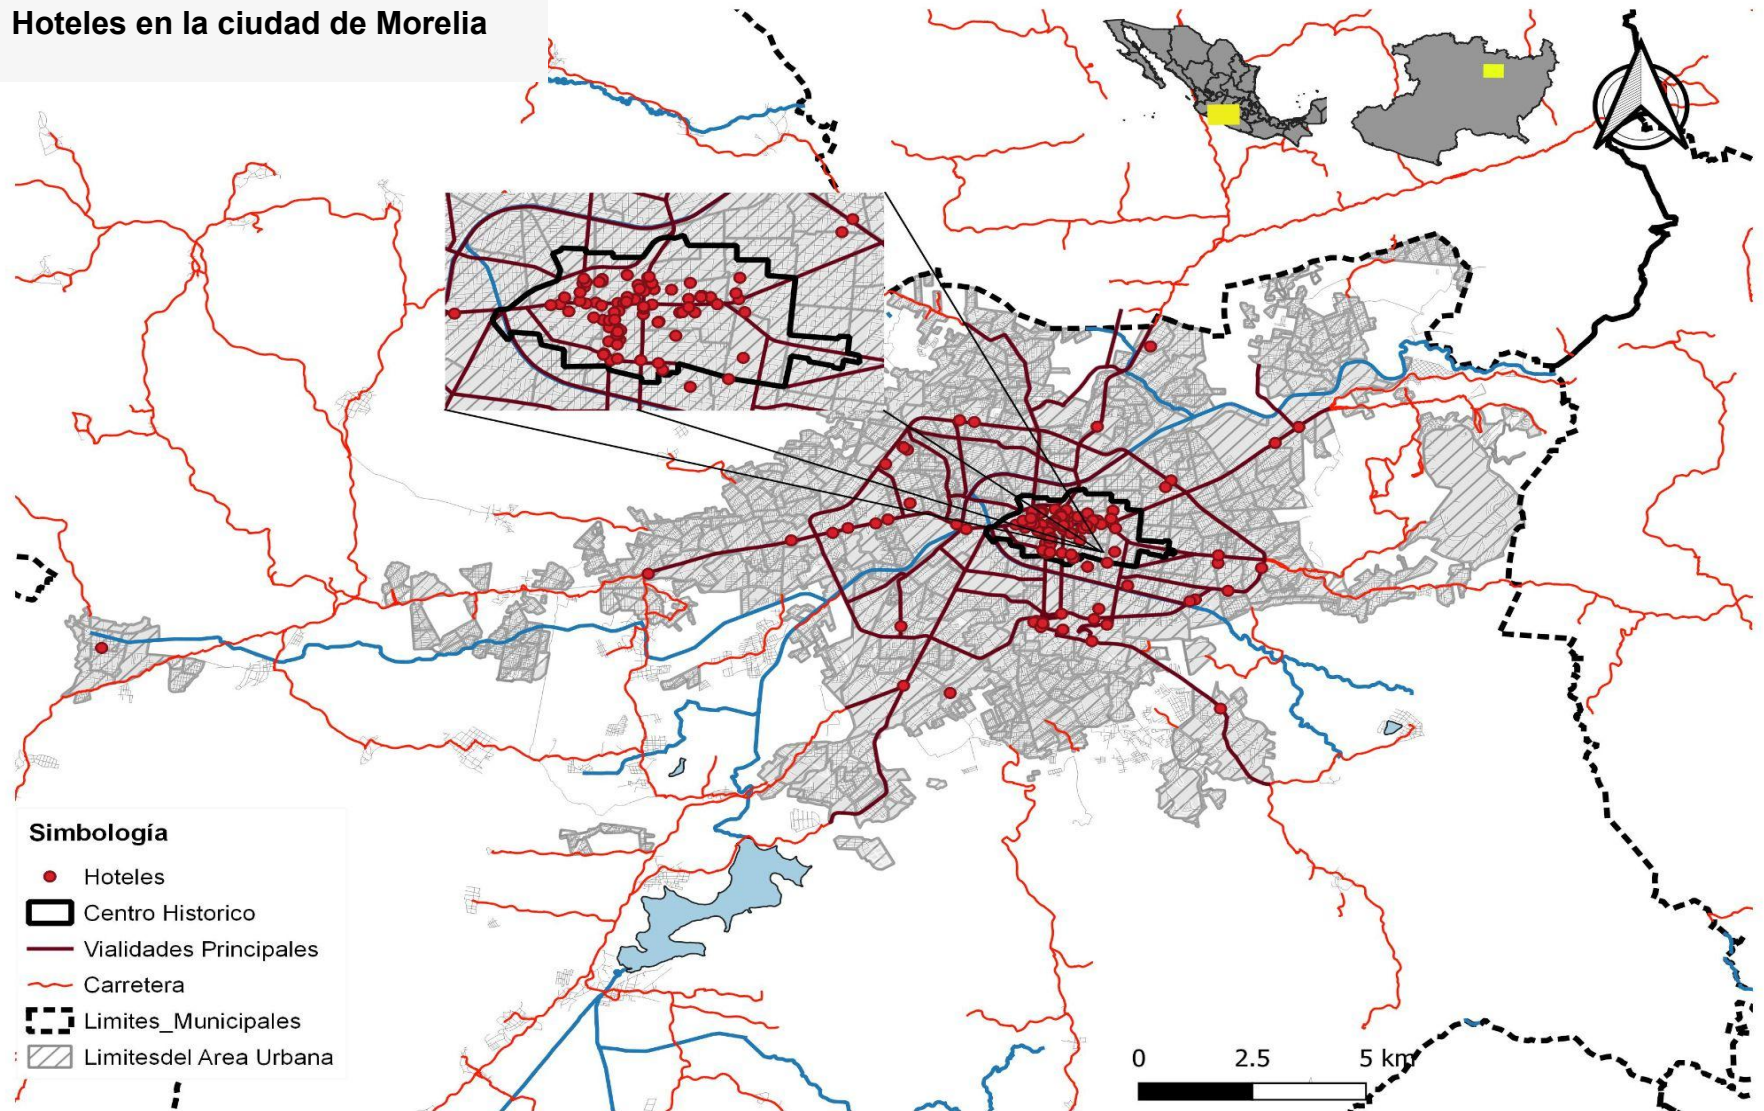 Hoteles en la ciudad de Morelia
Simbología
Hoteles
Centro Historico
Vialidades Principales
Carretera
Limites_Municipales
Limitesdel Area Urbana
0 2.5 5 km